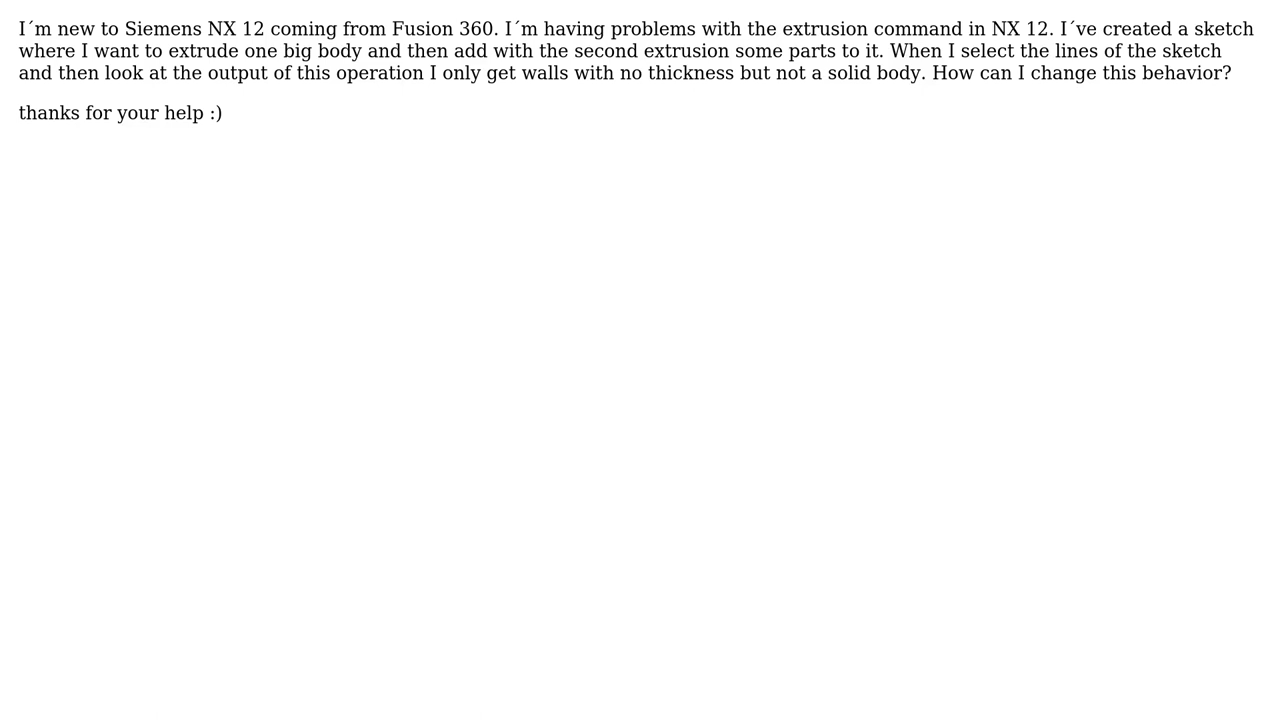 I´m new to Siemens NX 12 coming from Fusion 360. I´m having problems with the extrusion command in NX 12. I´ve created a sketch
where I want to extrude one big body and then add with the second extrusion some parts to it. When I select the lines of the sketch
and then look at the output of this operation I only get walls with no thickness but not a solid body. How can I change this behavior?
thanks for your help :)